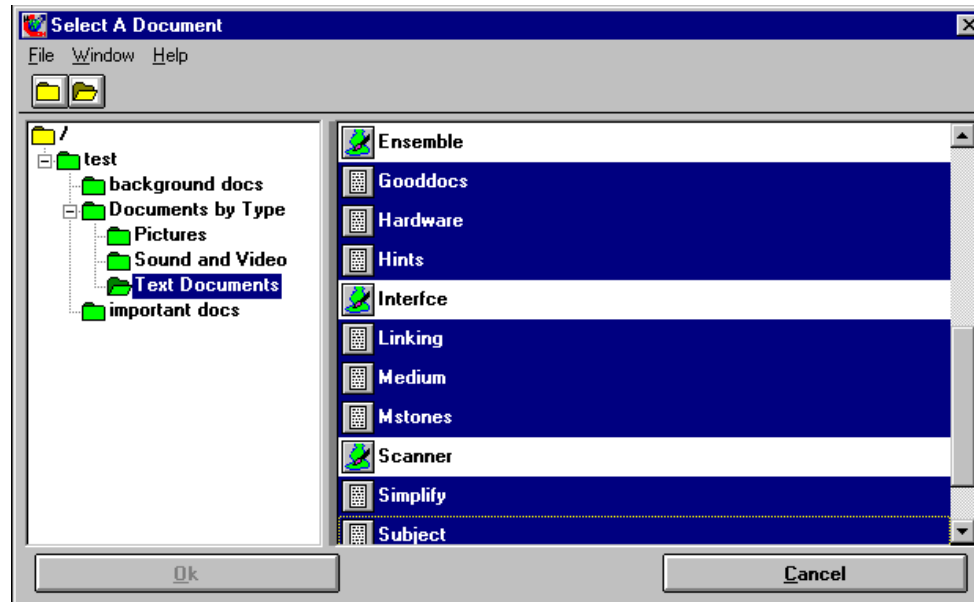 Select A Document
File Window Help
/
test
background docs
Documents by Type
Pictures
Sound and Video
Text Documents
important docs
Ensemble
Gooddocs
Hardware
Hints
Interfce
Linking
Medium
Mstones
Scanner
Simplify
Subject
Ok
Cancel